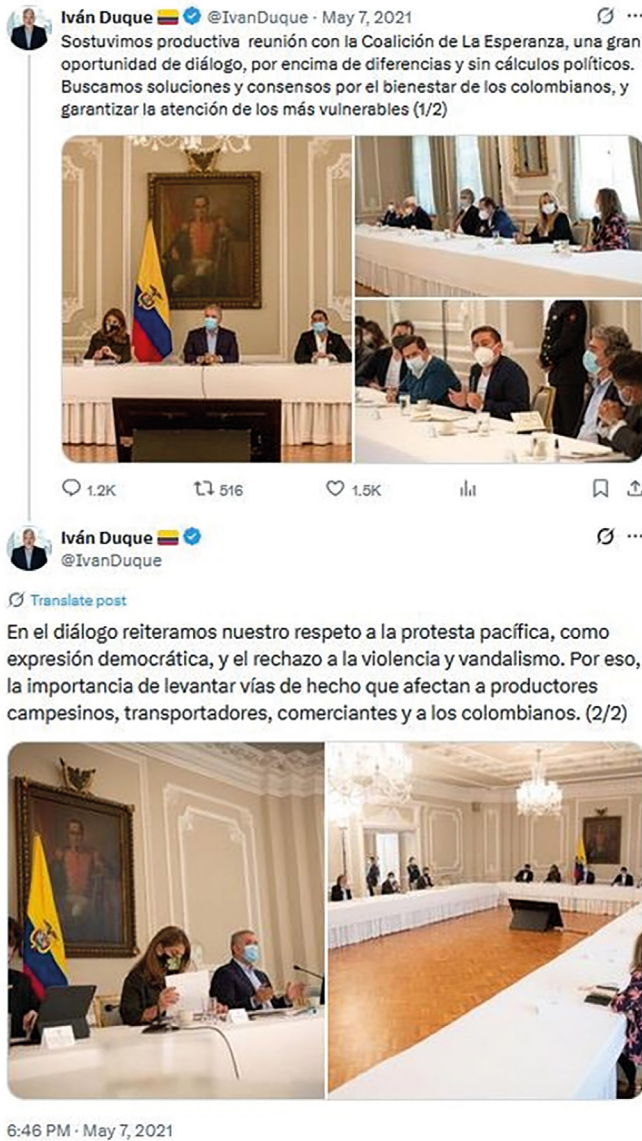 Iván Duque @IvanDuque · May 7, 2021
Sostuvimos productiva reunión con la Coalición de La Esperanza, una gran
oportunidad de diálogo, por encima de diferencias y sin cálculos políticos.
Buscamos soluciones y consensos por el bienestar de los colombianos, y
garantizar la atención de los más vulnerables (1/2)
1.2K 516 1.5K
Iván Duque
@IvanDuque
Translate post
En el diálogo reiteramos nuestro respeto a la protesta pacífica, como
expresión democrática, y el rechazo a la violencia y vandalismo. Por eso,
la importancia de levantar vías de hecho que afectan a productores
campesinos, transportadores, comerciantes y a los colombianos. (2/2)
6:46 PM · May 7, 2021